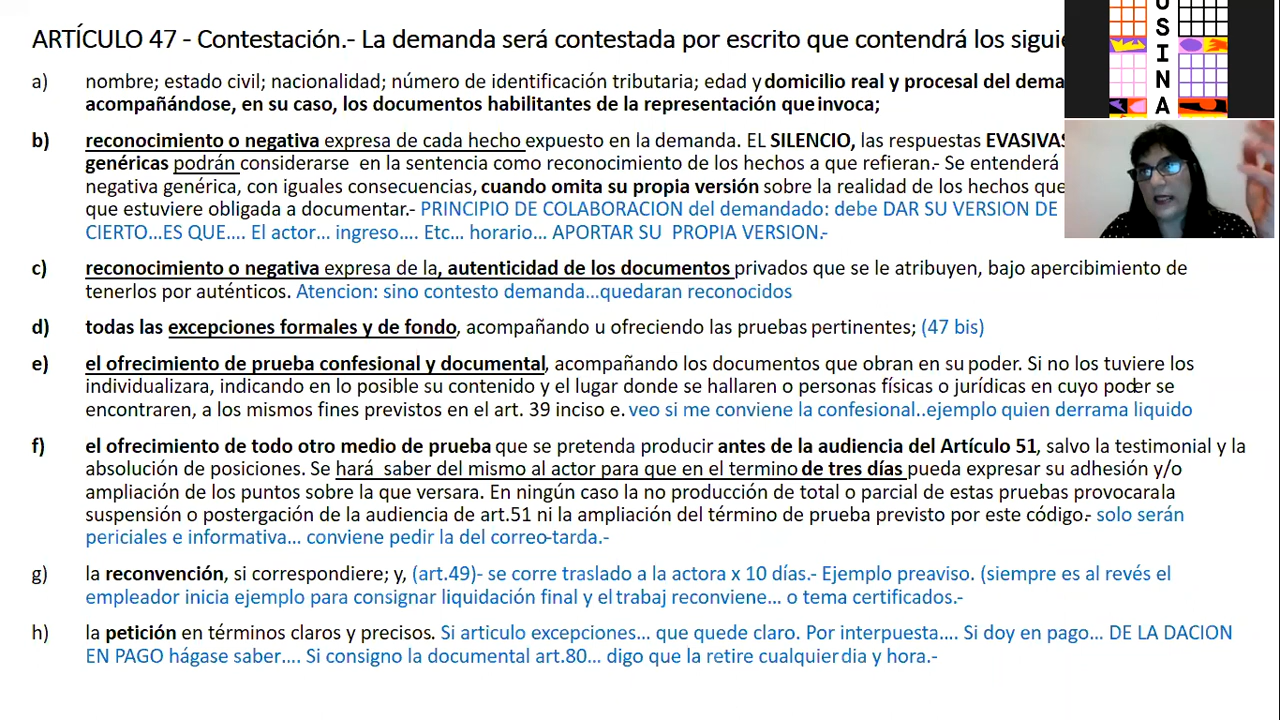 ARTÍCULO 47 - Contestación.- La demanda será contestada por escrito que contendrá los
a) nombre; estado civil; nacionalidad; número de identificación tributaria; edad y domicilio real y procesal del
acompañándose, en su caso, los documentos habilitantes de la representación que invoca;
b) reconocimiento o negativa expresa de cada hecho expuesto en la demanda. EL SILENCIO, las respuestas EVASIVAS
genéricas podrán considerarse en la sentencia como reconocimiento de los hechos a que refieran.- Se entenderá
negativa genérica, con iguales consecuencias, cuando omita su propia versión sobre la realidad de los hechos que
que estuviere obligada a documentar.- PRINCIPIO DE COLABORACION del demandado: debe DAR SU VERSION DE
CIERTO...ES QUE.... El actor... ingreso.... Etc... horario... APORTAR SU PROPIA VERSION.-
c) reconocimiento o negativa expresa de la, autenticidad de los documentos privados que se le atribuyen, bajo apercibimiento de
tenerlos por auténticos. Atencion: sino contesto demanda...quedaran reconocidos
d) todas las excepciones formales y de fondo, acompañando u ofreciendo las pruebas pertinentes; (47 bis)
e) el ofrecimiento de prueba confesional y documental, acompañando los documentos que obran en su poder. Si no los tuviere los
individualizara, indicando en lo posible su contenido y el lugar donde se hallaren o personas físicas o jurídicas en cuyo poder se
encontraren, a los mismos fines previstos en el art. 39 inciso e. veo si me conviene la confesional..ejemplo quien derrama liquido
f) el ofrecimiento de todo otro medio de prueba que se pretenda producir antes de la audiencia del Artículo 51, salvo la testimonial y la
absolución de posiciones. Se hará saber del mismo al actor para que en el termino de tres días pueda expresar su adhesión y/o
ampliación de los puntos sobre la que versara. En ningún caso la no producción de total o parcial de estas pruebas provocara la
suspensión o postergación de la audiencia de art.51 ni la ampliación del término de prueba previsto por este código.- solo serán
periciales e informativa... conviene pedir la del correo-tarda.-
g) la reconvención, si correspondiere; y, (art.49)- se corre traslado a la actora x 10 días.- Ejemplo preaviso. (siempre es al revés el
empleador inicia ejemplo para consignar liquidación final y el trabaj reconviene... o tema certificados.-
h) la petición en términos claros y precisos. Si articulo excepciones... que quede claro. Por interpuesta.... Si doy en pago... DE LA DACION
EN PAGO hágase saber.... Si consigno la documental art.80... digo que la retire cualquier dia y hora.-
U
S
I
N
A